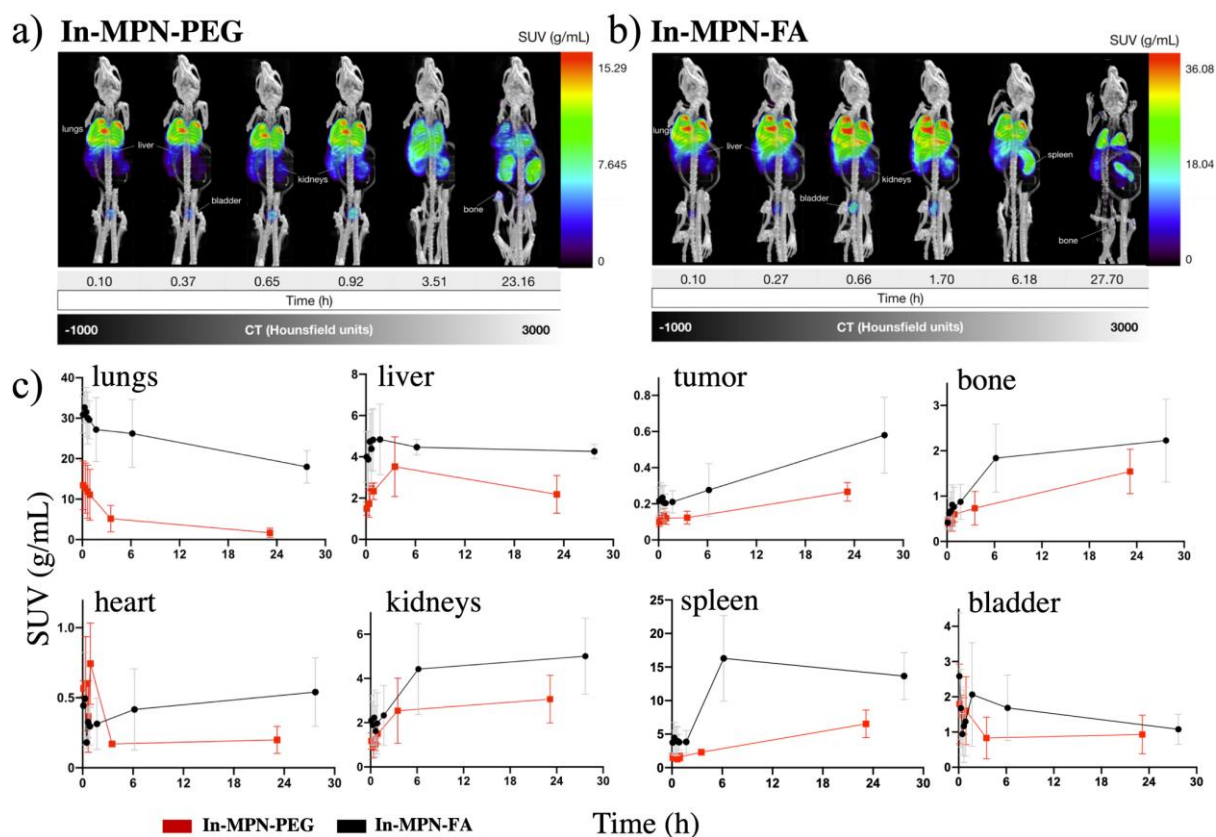 a) In-MPN-PEG
SUV (g/mL)
15.29
7.645
0
lungs
liver
kidneys
bladder
bone
0.10 0.37 0.65 0.92 3.51 23.16
Time (h)
-1000 CT (Hounsfield units) 3000
b) In-MPN-FA
SUV (g/mL)
36.08
18.04
0
lungs
liver
kidneys
bladder
spleen
bone
0.10 0.27 0.66 1.70 6.18 27.70
Time (h)
-1000 CT (Hounsfield units) 3000
c)
SUV (g/mL)
lungs
40
30
20
10
0
0 6 12 18 24 30
liver
8
6
4
2
0
0 6 12 18 24 30
tumor
0.8
0.6
0.4
0.2
0.0
0 6 12 18 24 30
bone
3
2
1
0
0 6 12 18 24 30
heart
1.0
0.5
0.0
0 6 12 18 24 30
kidneys
6
4
2
0
0 6 12 18 24 30
spleen
25
20
15
10
5
0
0 6 12 18 24 30
bladder
4
3
2
1
0
0 6 12 18 24 30
In-MPN-PEG In-MPN-FA
Time (h)